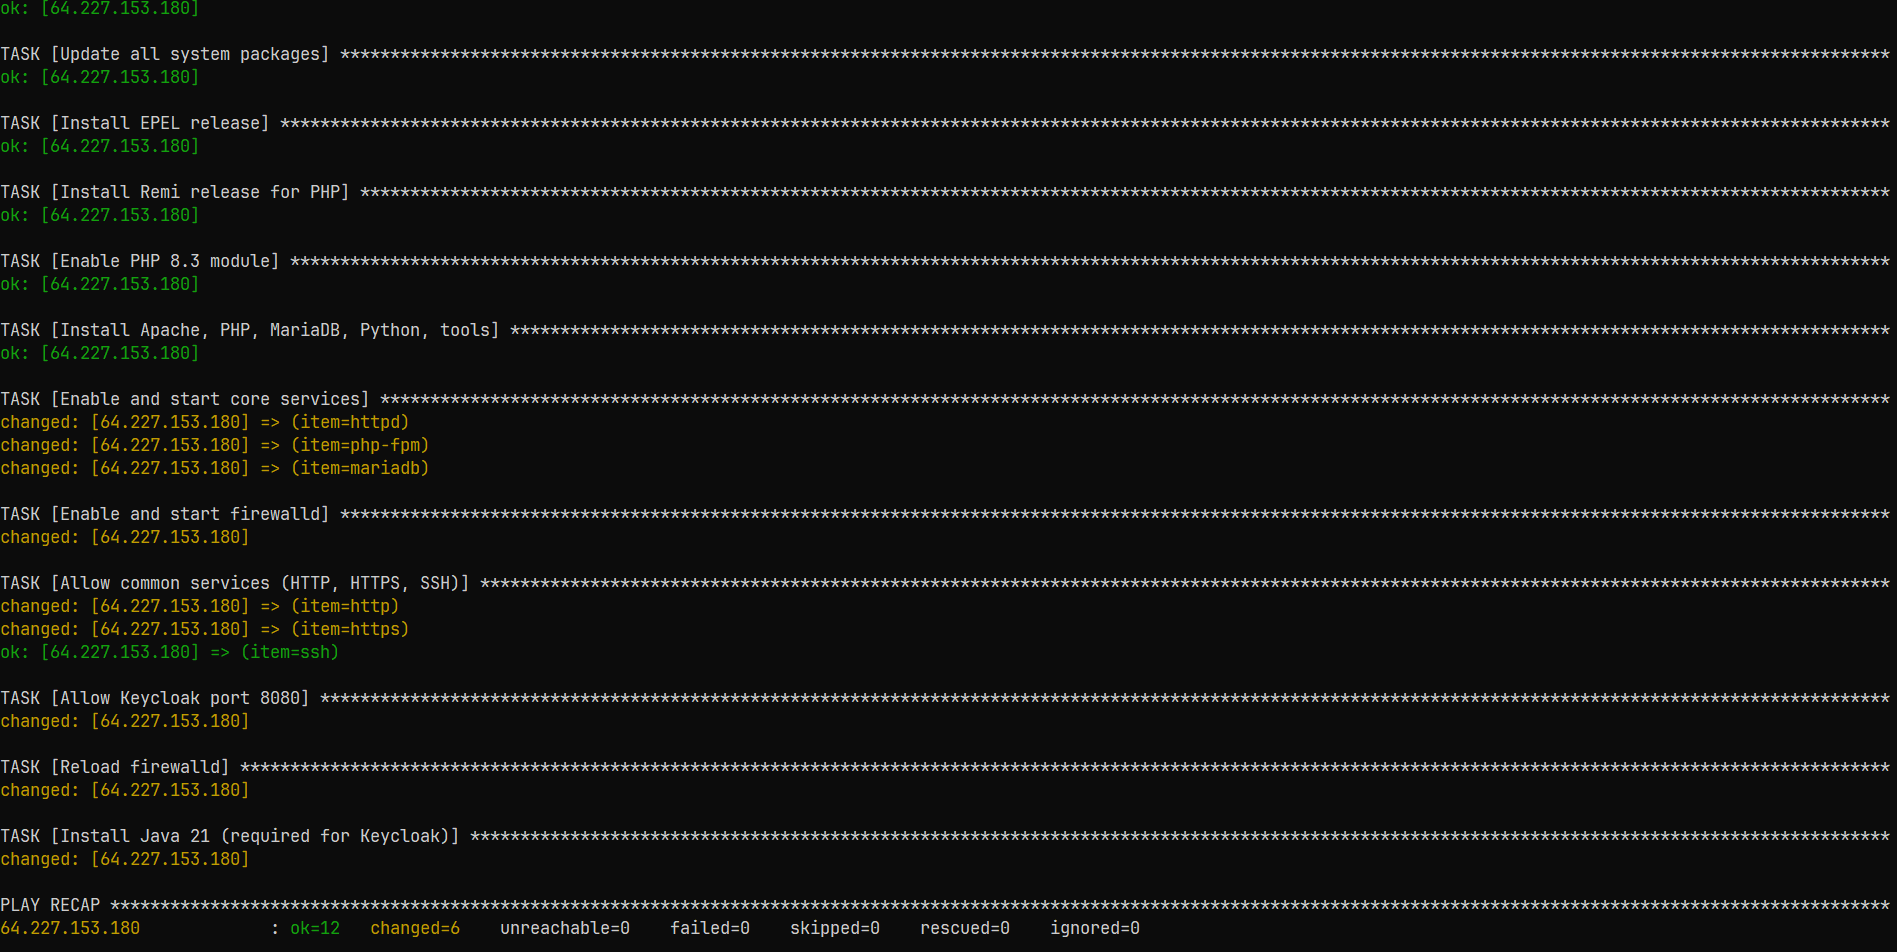 ok: [64.227.153.180]
TASK [Update all system packages] ***********************************************************************************************************************************************************
ok: [64.227.153.180]
TASK [Install EPEL release] *****************************************************************************************************************************************************************
ok: [64.227.153.180]
TASK [Install Remi release for PHP] *********************************************************************************************************************************************************
ok: [64.227.153.180]
TASK [Enable PHP 8.3 module] ****************************************************************************************************************************************************************
ok: [64.227.153.180]
TASK [Install Apache, PHP, MariaDB, Python, tools] ******************************************************************************************************************************************
ok: [64.227.153.180]
TASK [Enable and start core services] *******************************************************************************************************************************************************
changed: [64.227.153.180] => (item=httpd)
changed: [64.227.153.180] => (item=php-fpm)
changed: [64.227.153.180] => (item=mariadb)
TASK [Enable and start firewalld] ***********************************************************************************************************************************************************
changed: [64.227.153.180]
TASK [Allow common services (HTTP, HTTPS, SSH)] *********************************************************************************************************************************************
changed: [64.227.153.180] => (item=http)
changed: [64.227.153.180] => (item=https)
ok: [64.227.153.180] => (item=ssh)
TASK [Allow Keycloak port 8080] *************************************************************************************************************************************************************
changed: [64.227.153.180]
TASK [Reload firewalld] *********************************************************************************************************************************************************************
changed: [64.227.153.180]
TASK [Install Java 21 (required for Keycloak)] **********************************************************************************************************************************************
changed: [64.227.153.180]
PLAY RECAP **********************************************************************************************************************************************************************************
64.227.153.180             : ok=12   changed=6    unreachable=0    failed=0    skipped=0    rescued=0    ignored=0